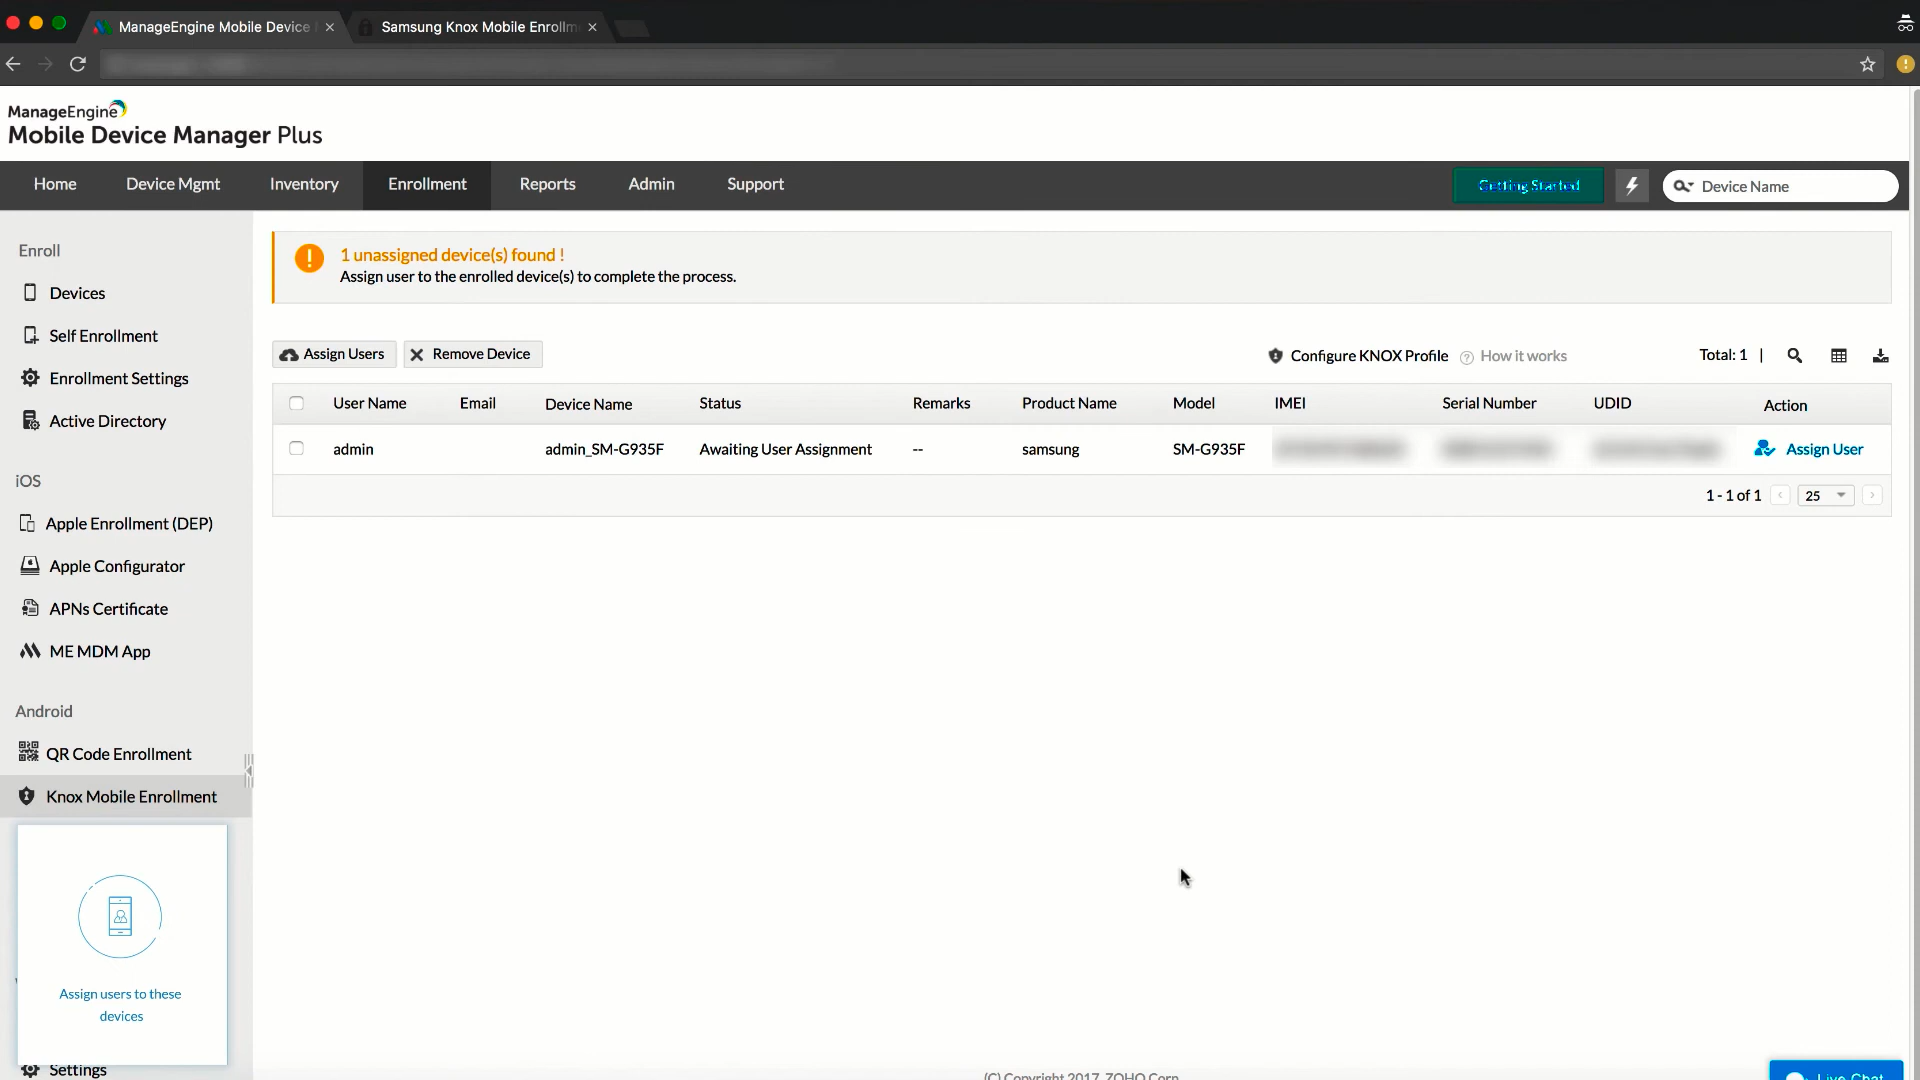 ManageEngine Mobile Device
Samsung Knox Mobile Enrollm
ManageEngine
Mobile Device Manager Plus
Home Device Mgmt Inventory Enrollment Reports Admin Support Getting Started Device Name
Enroll
Devices
Self Enrollment
Enrollment Settings
Active Directory
iOS
Apple Enrollment (DEP)
Apple Configurator
APNs Certificate
ME MDM App
Android
QR Code Enrollment
Knox Mobile Enrollment
Assign users to these
devices
Settings
1 unassigned device(s) found !
Assign user to the enrolled device(s) to complete the process.
Assign Users Remove Device Configure KNOX Profile ? How it works Total: 1 |
User Name Email Device Name Status Remarks Product Name Model IMEI Serial Number UDID Action
admin admin_SM-G935F Awaiting User Assignment -- samsung SM-G935F Assign User
1 - 1 of 1 25
(C) Copyright 2017, ZOHO Corp
Live Chat